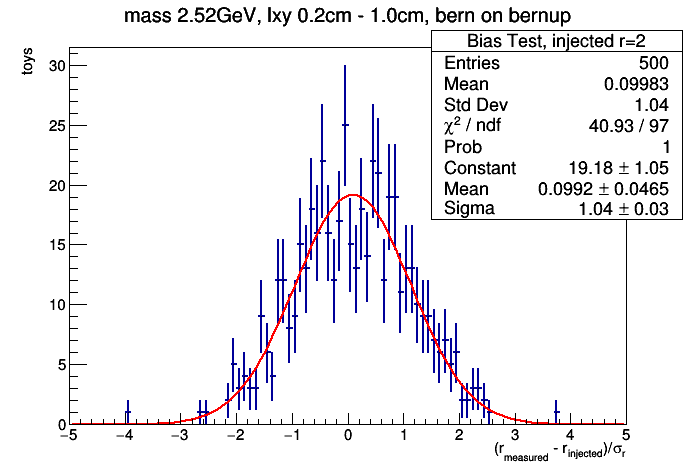 mass 2.52GeV, lxy 0.2cm - 1.0cm, bern on bernup
Bias Test, injected r=2
Entries 500
Mean 0.09983
Std Dev 1.04
χ² / ndf 40.93 / 97
Prob 1
Constant 19.18 ± 1.05
Mean 0.0992 ± 0.0465
Sigma 1.04 ± 0.03
toys
30
25
20
15
10
5
0
−5 −4 −3 −2 −1 0 1 2 3 4 5
(r_measured - r_injected)/σ_r